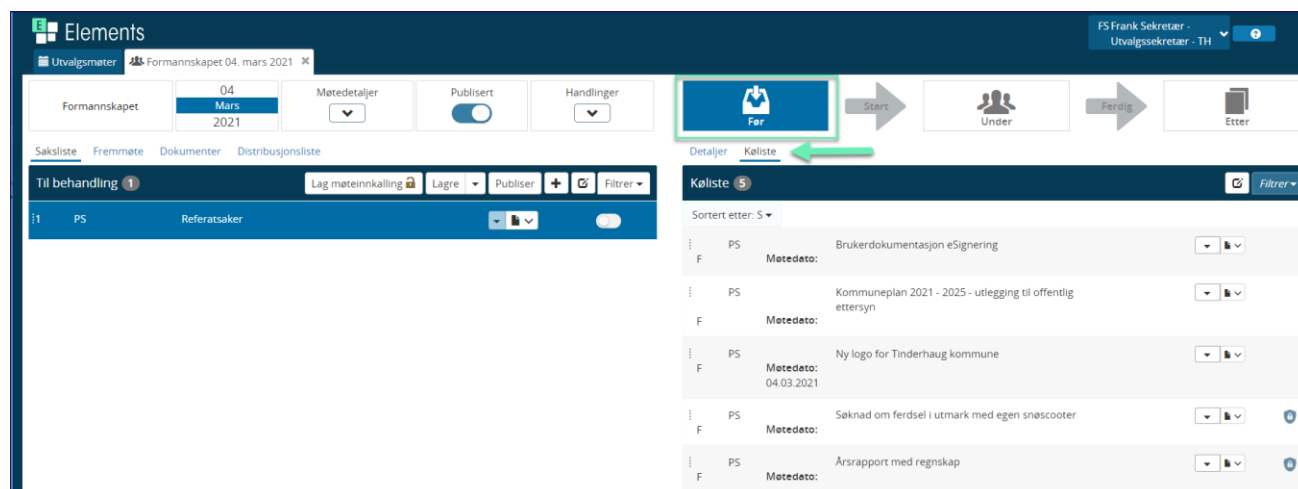 E Elements
FS Frank Sekretær -
Utvalgssekretær - TH
?
Utvalgsmøter
Formannskapet 04. mars 2021 ×
Formannskapet
04
Mars
2021
Møtedetaljer
Publisert
Handlinger
Før
Start
Under
Ferdig
Etter
Saksliste Fremmøte Dokumenter Distribusjonsliste
Detaljer Køliste
Til behandling 1
Lag møteinnkalling Lagre Publiser + Filtrer
Køliste 5
Filtrer
1 PS Referatsaker
Sortert etter: S
PS Brukerdokumentasjon eSignering
F Møtedato:
PS Kommuneplan 2021 - 2025 - utlegging til offentlig
ettersyn
F Møtedato:
PS Ny logo for Tinderhaug kommune
F Møtedato:
04.03.2021
PS Søknad om ferdsel i utmark med egen snøscooter
F Møtedato:
PS Årsrapport med regnskap
F Møtedato: